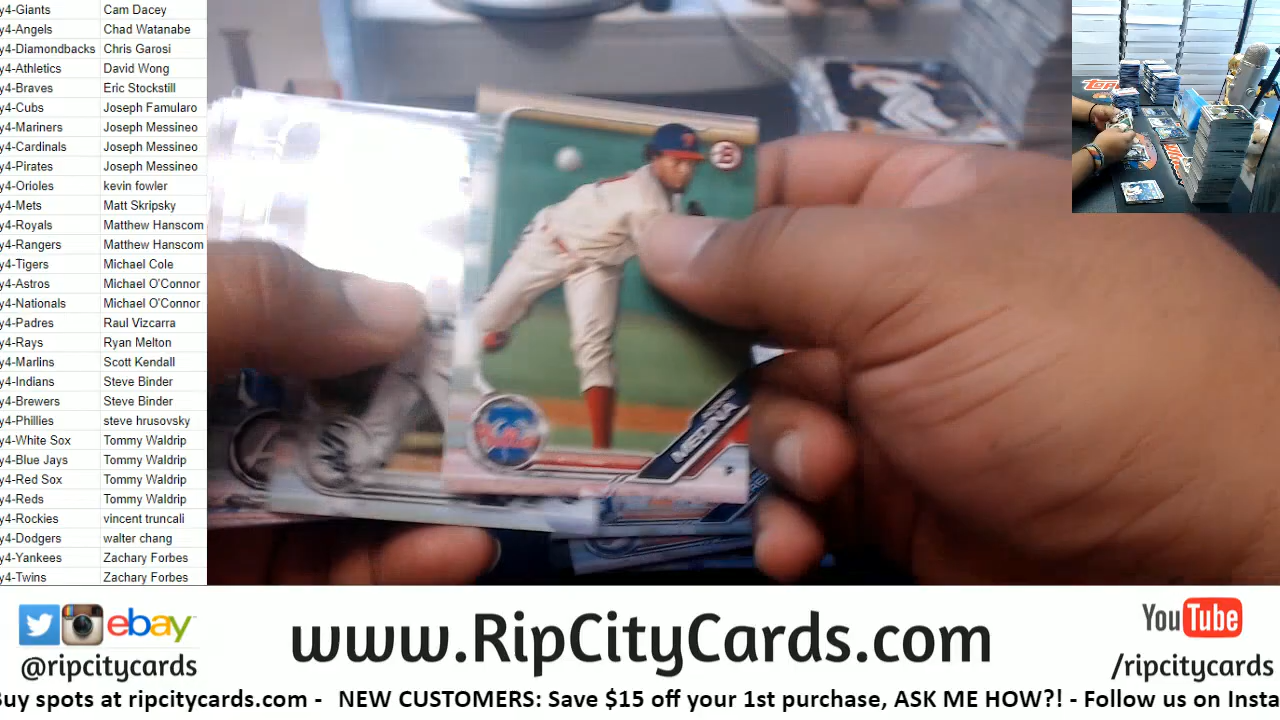 y4-Giants Cam Dacey
y4-Angels Chad Watanabe
y4-Diamondbacks Chris Garosi
y4-Athletics David Wong
y4-Braves Eric Stockstill
y4-Cubs Joseph Famularo
y4-Mariners Joseph Messineo
y4-Cardinals Joseph Messineo
y4-Pirates Joseph Messineo
y4-Orioles kevin fowler
y4-Mets Matt Skripsky
y4-Royals Matthew Hanscom
y4-Rangers Matthew Hanscom
y4-Tigers Michael Cole
y4-Astros Michael O'Connor
y4-Nationals Michael O'Connor
y4-Padres Raul Vizcarra
y4-Rays Ryan Melton
y4-Marlins Scott Kendall
y4-Indians Steve Binder
y4-Brewers Steve Binder
y4-Phillies steve hrusovsky
y4-White Sox Tommy Waldrip
y4-Blue Jays Tommy Waldrip
y4-Red Sox Tommy Waldrip
y4-Reds Tommy Waldrip
y4-Rockies vincent truncali
y4-Dodgers walter chang
y4-Yankees Zachary Forbes
y4-Twins Zachary Forbes
B
Phillies
MEDINA
P
ebay
@ripcitycards
www.RipCityCards.com
YouTube
/ripcitycards
Buy spots at ripcitycards.com - NEW CUSTOMERS: Save $15 off your 1st purchase, ASK ME HOW?! - Follow us on Insta